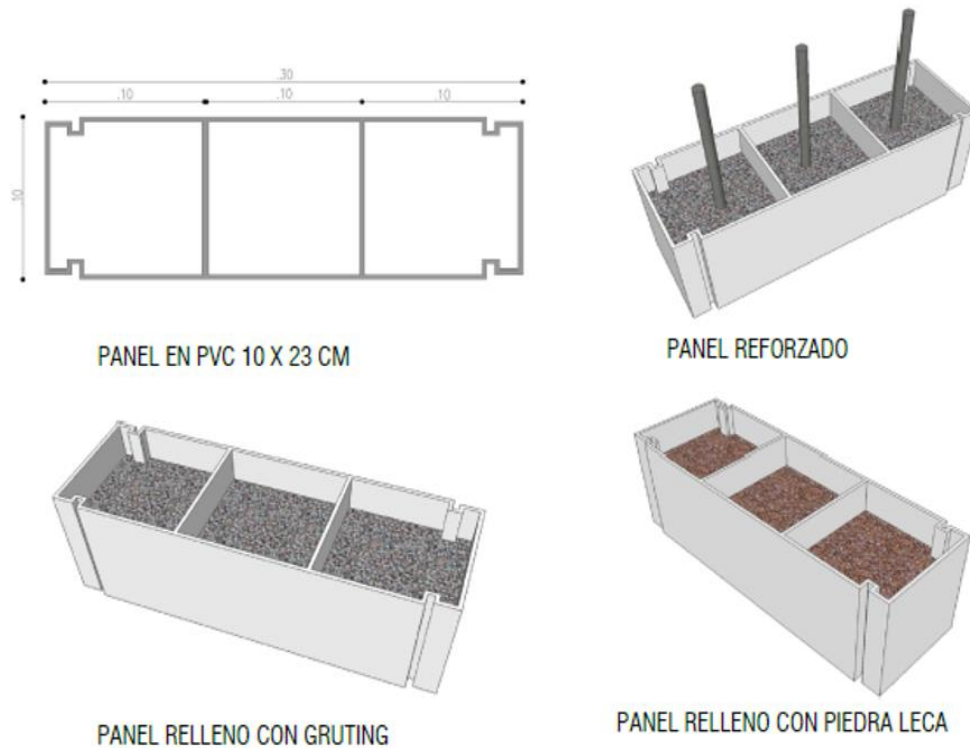 .30
.10 .10 .10
.10
PANEL EN PVC 10 X 23 CM
PANEL REFORZADO
PANEL RELLENO CON GRUTING
PANEL RELLENO CON PIEDRA LECA